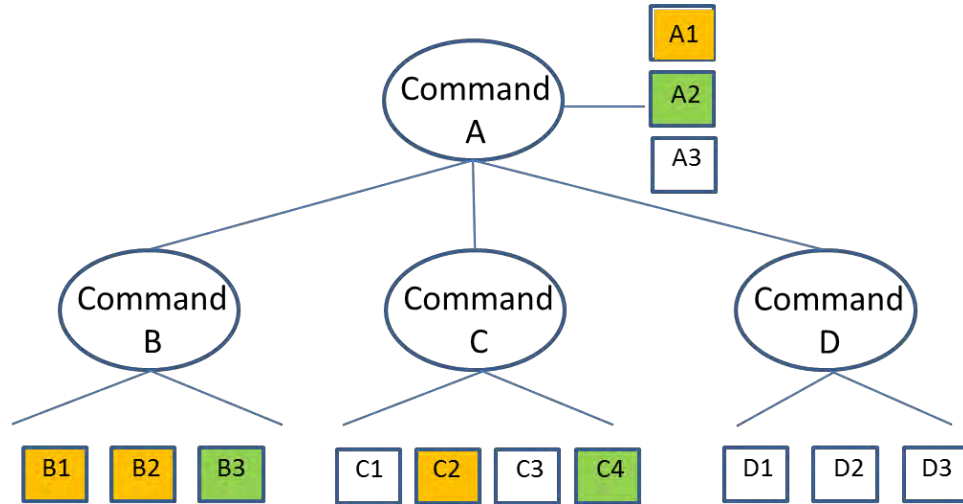 A1
Command
A
A2
A3
Command
B
Command
C
Command
D
B1 B2 B3 C1 C2 C3 C4 D1 D2 D3